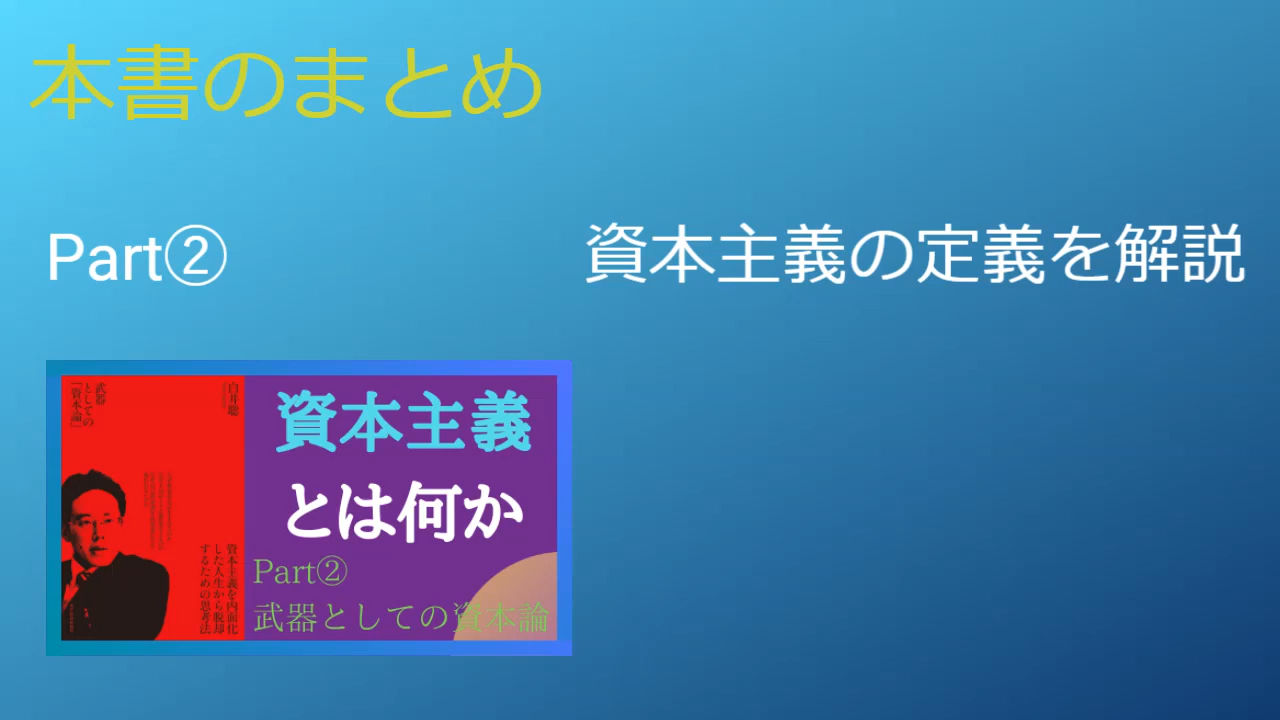 本書のまとめ
Part②
資本主義の定義を解説
武器
としての
「資本論」
白井聡
資本主義を内面化
した人生から脱却
するための思考法
資本主義
とは何か
Part②
武器としての資本論